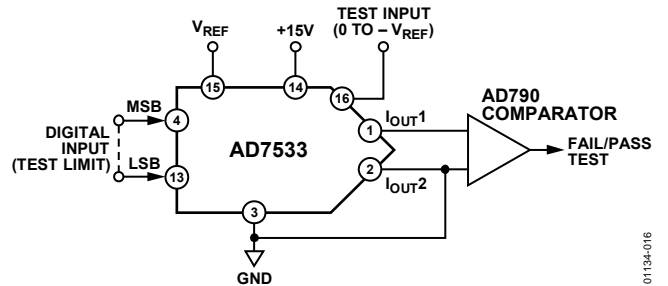 VREF
+15V
TEST INPUT
(0 TO – VREF)
15
14
16
MSB
4
DIGITAL
INPUT
(TEST LIMIT)
LSB
13
AD7533
1
IOUT1
2
IOUT2
AD790
COMPARATOR
FAIL/PASS
TEST
3
GND
01134-016